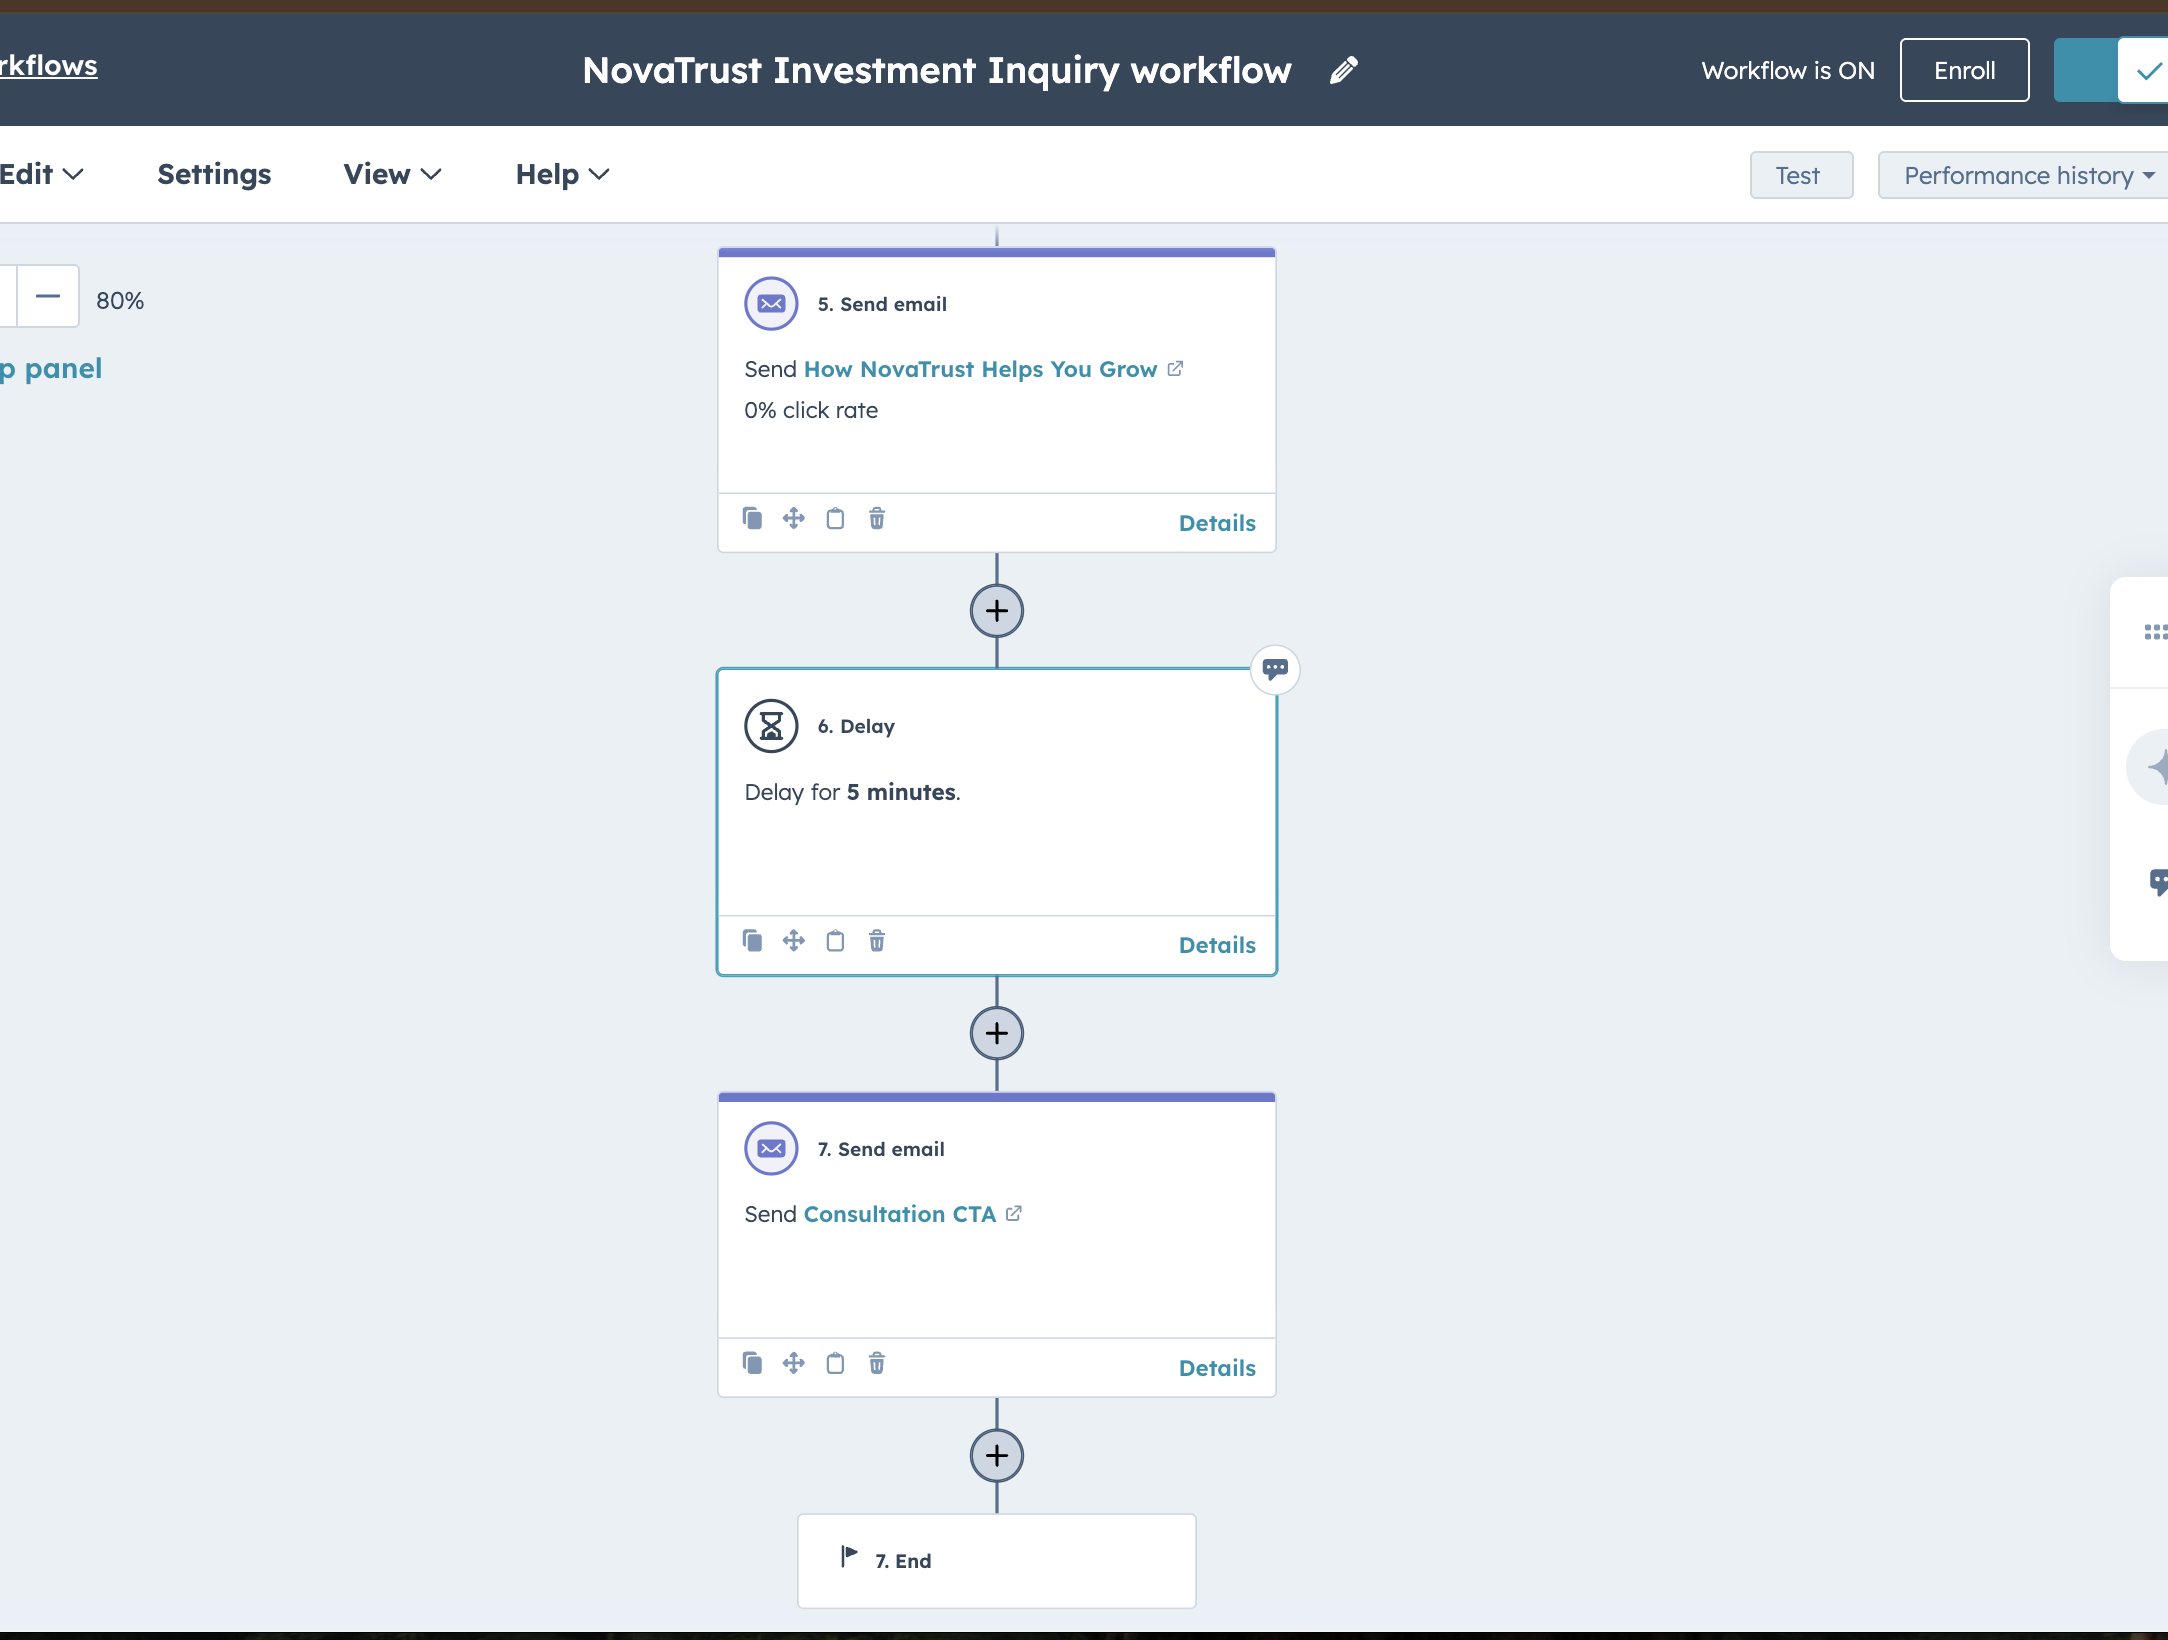 rkflows
NovaTrust Investment Inquiry workflow
Workflow is ON
Enroll
Edit
Settings
View
Help
Test
Performance history
80%
p panel
5. Send email
Send How NovaTrust Helps You Grow
0% click rate
Details
6. Delay
Delay for 5 minutes.
Details
7. Send email
Send Consultation CTA
Details
7. End